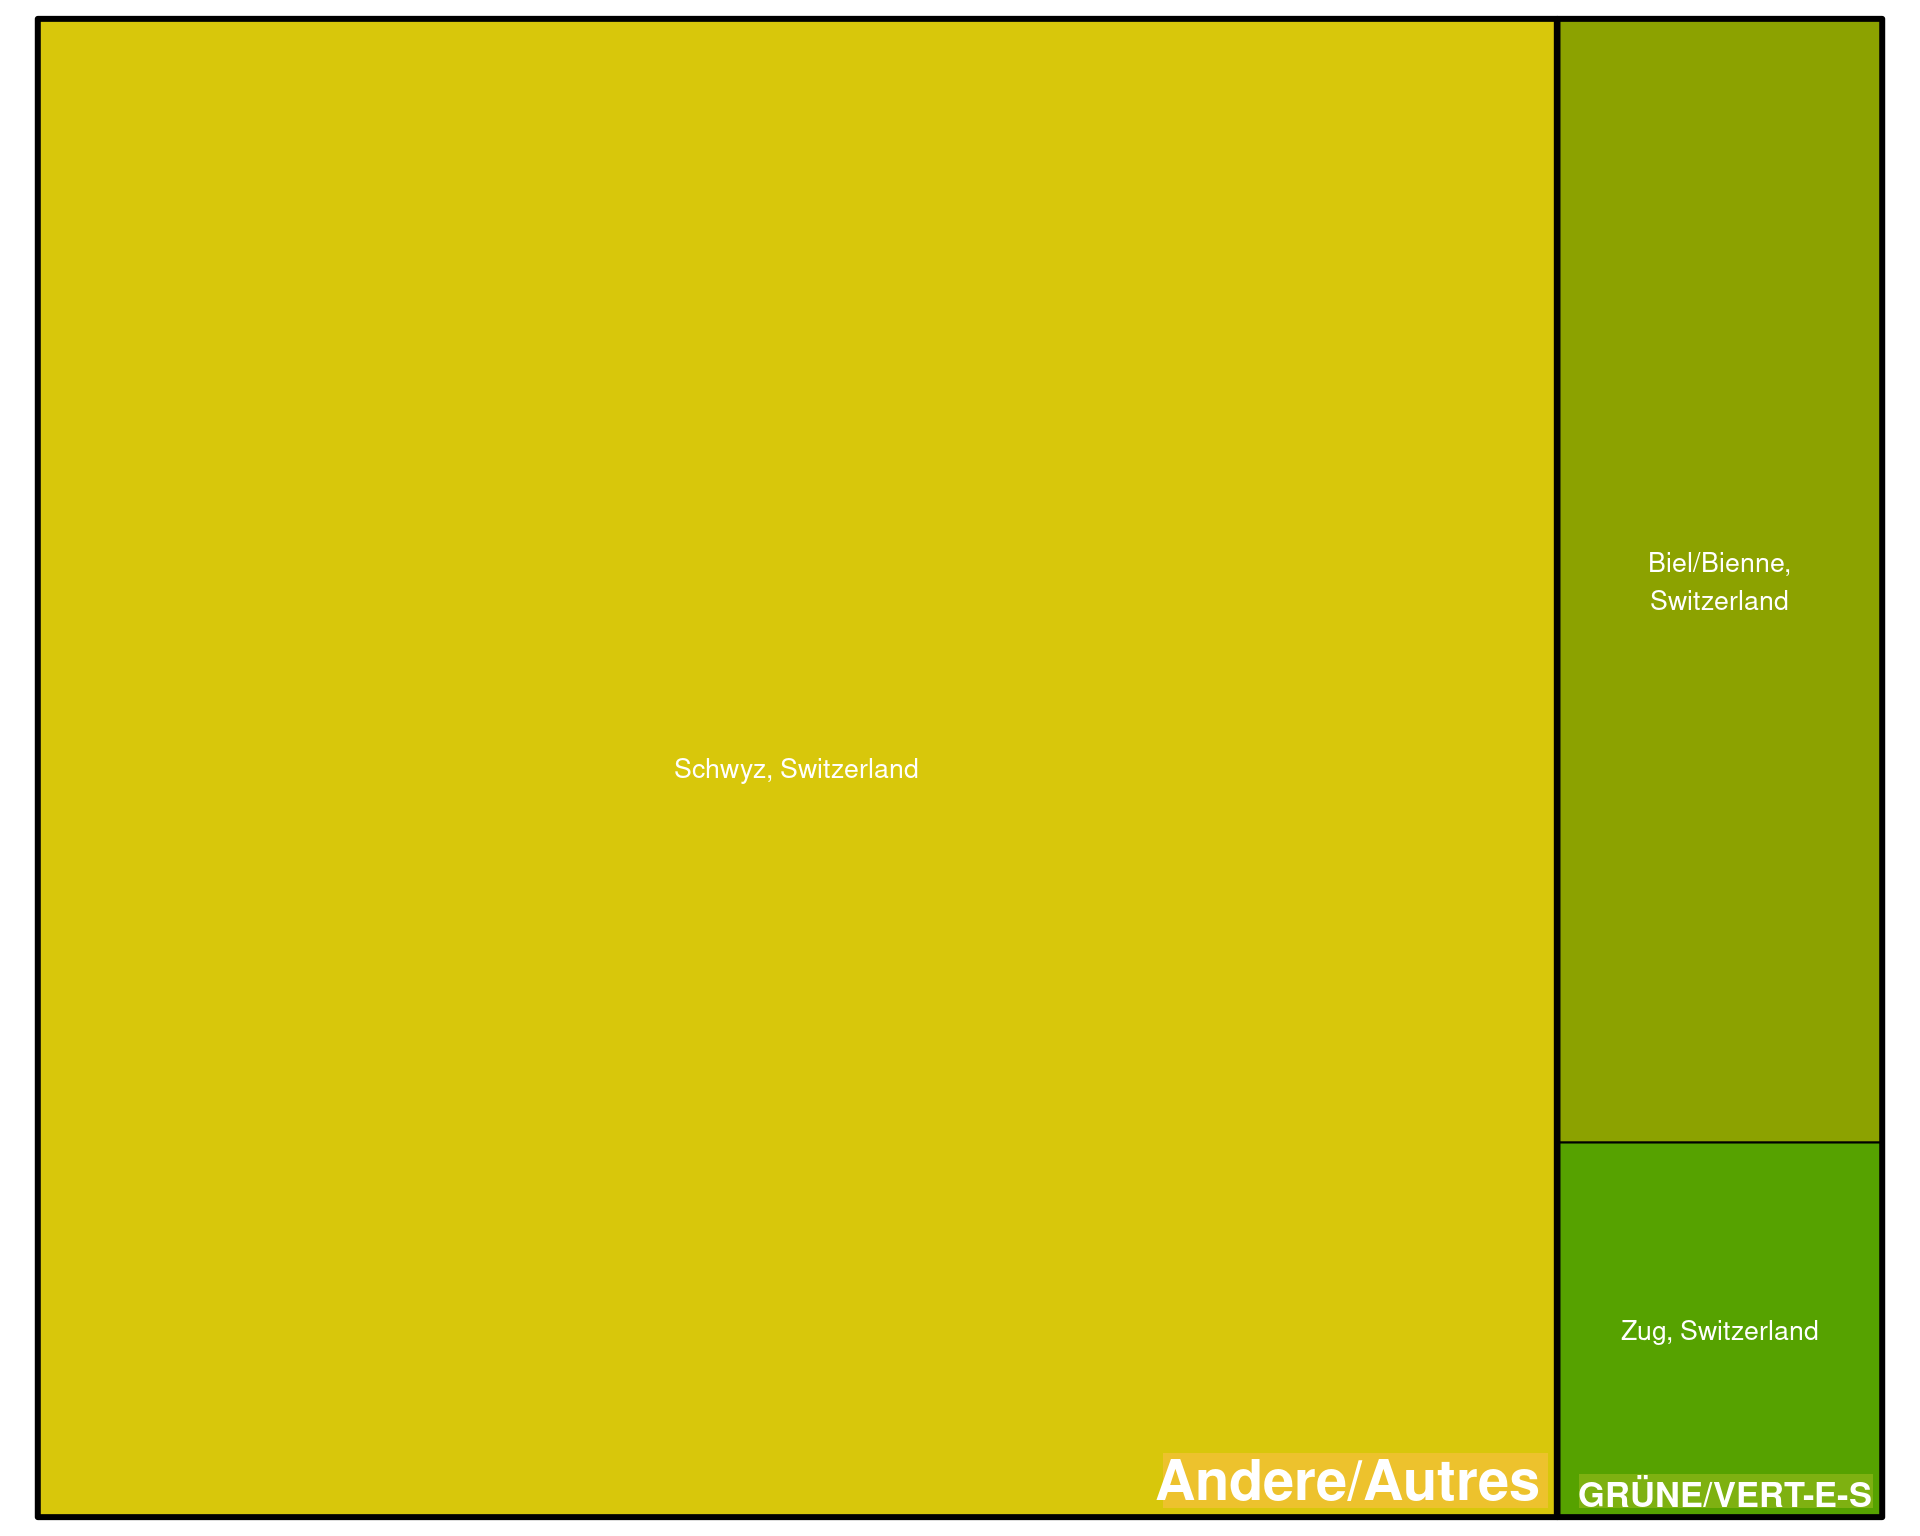 Biel/Bienne,
Switzerland
Schwyz, Switzerland
Zug, Switzerland
Andere/Autres
GRÜNE/VERT-E-S